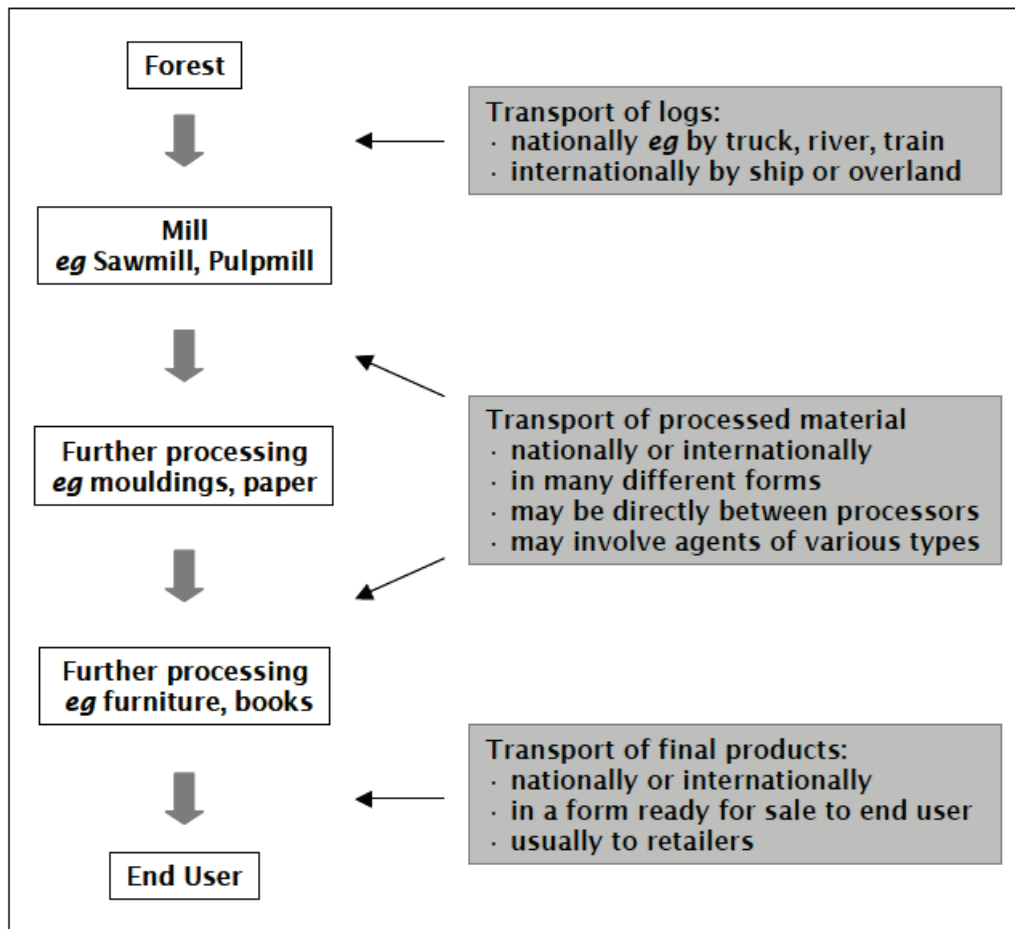 Forest
Transport of logs:
· nationally eg by truck, river, train
· internationally by ship or overland
Mill
eg Sawmill, Pulpmill
Transport of processed material
· nationally or internationally
· in many different forms
· may be directly between processors
· may involve agents of various types
Further processing
eg mouldings, paper
Further processing
eg furniture, books
Transport of final products:
· nationally or internationally
· in a form ready for sale to end user
· usually to retailers
End User